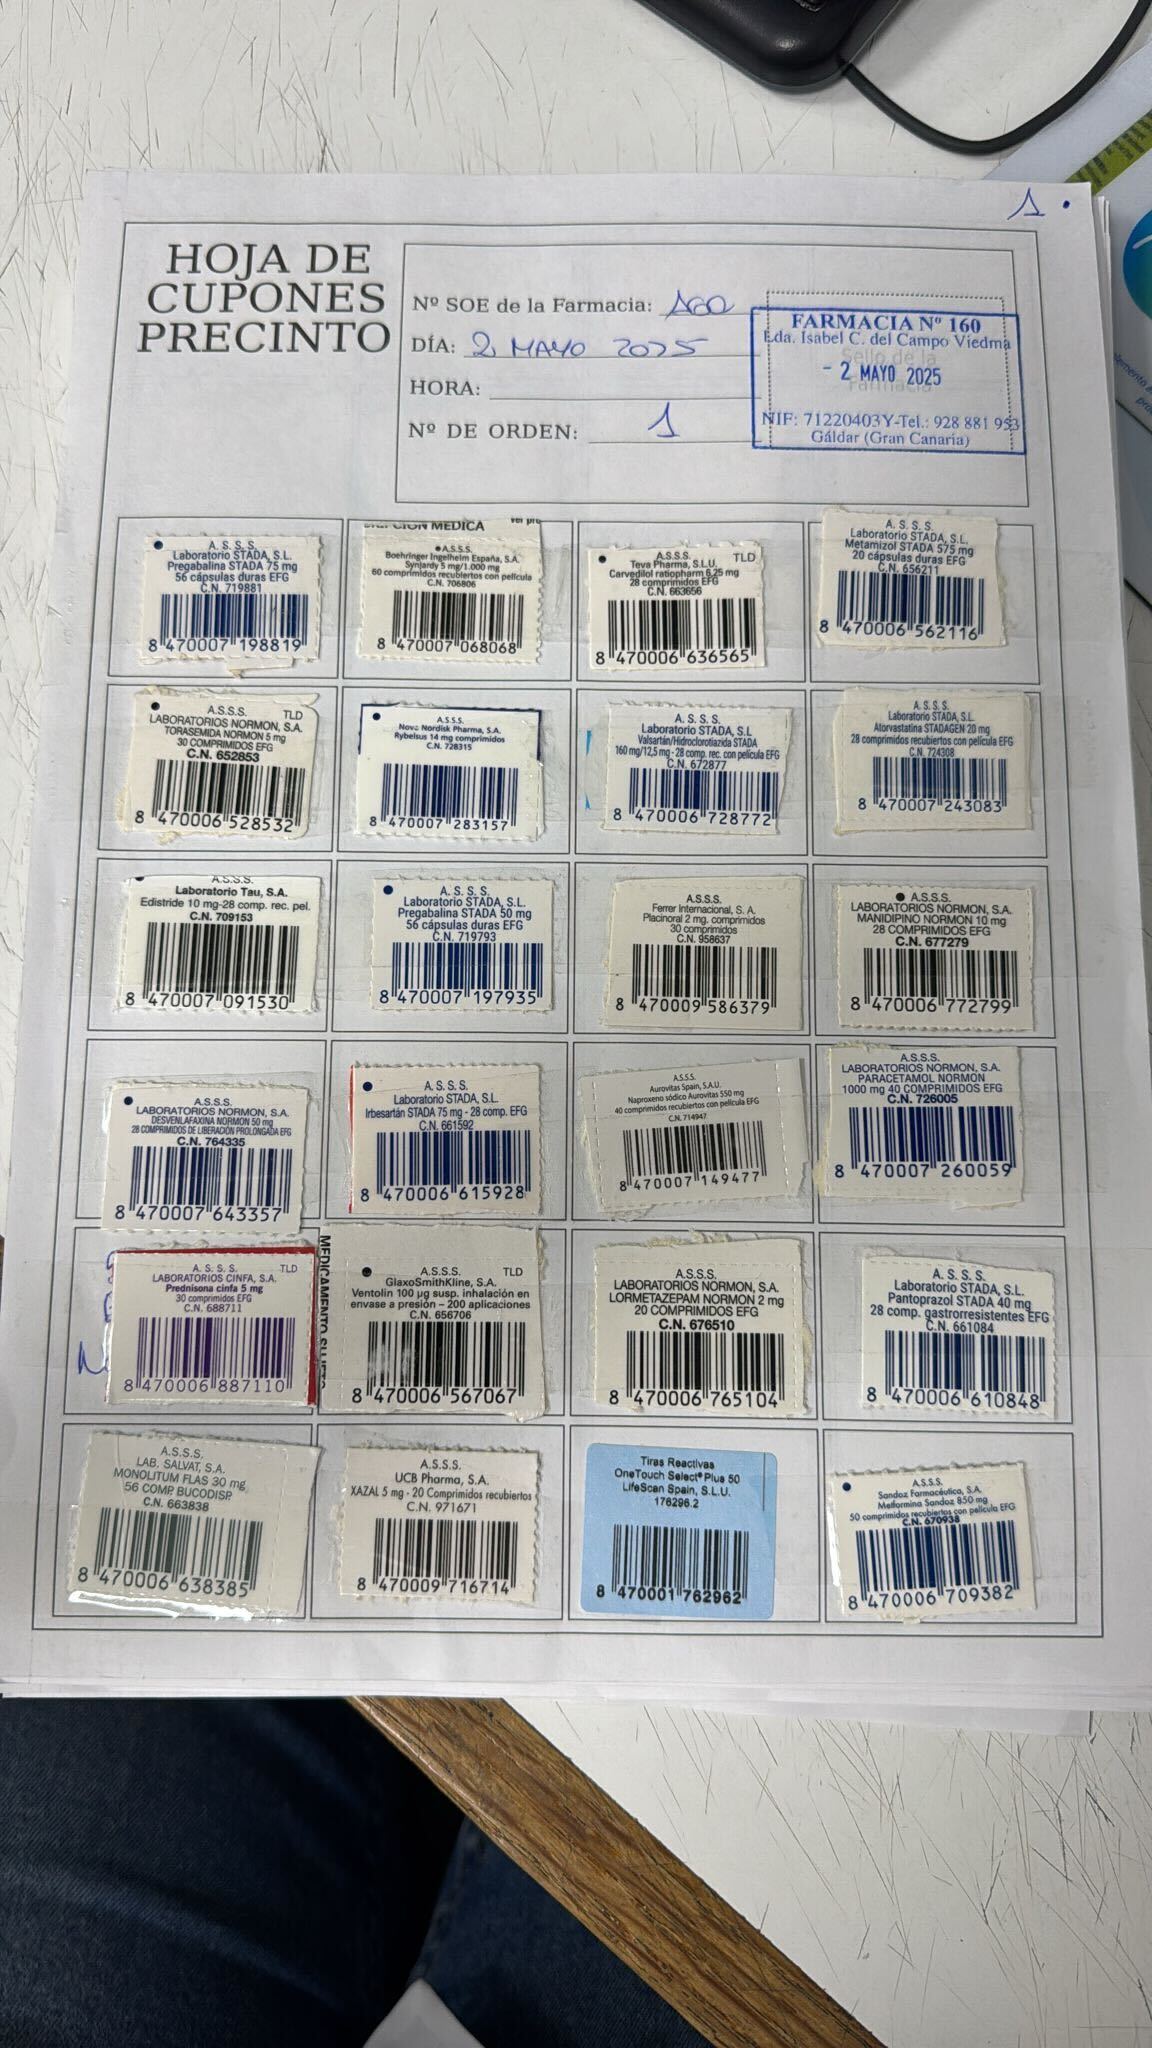 1.
HOJA DE
CUPONES
PRECINTO
Nº SOE de la Farmacia: 160
DÍA: 2 MAYO 2025
HORA:
Nº DE ORDEN: 1
FARMACIA Nº 160
Lda. Isabel C. del Campo Viedma
Sello de la
Farmacia
- 2 MAYO 2025
NIF: 71220403Y-Tel.: 928 881 953
Gáldar (Gran Canaria)
A. S. S. S.
Laboratorio STADA, S.L.
Pregabalina STADA 75 mg
56 cápsulas duras EFG
C.N. 719881
8 470007 198819
MEDICA
A.S.S.S.
Boehringer Ingelheim España, S.A.
Synjardy 5 mg/1.000 mg
60 comprimidos recubiertos con película
C.N. 706806
8 470007 068068
A.S.S.S. TLD
Teva Pharma, S.L.U.
Carvedilol ratiopharm 6,25 mg
28 comprimidos EFG
C.N. 663656
8 470006 636565
A. S. S. S.
Laboratorio STADA, S.L.
Metamizol STADA 575 mg
20 cápsulas duras EFG
C.N. 656211
8 470006 562116
A.S.S.S. TLD
LABORATORIOS NORMON, S.A.
TORASEMIDA NORMON 5 mg
30 COMPRIMIDOS EFG
C.N. 652853
8 470006 528532
A.S.S.S.
Novo Nordisk Pharma, S.A.
Rybelsus 14 mg comprimidos
C.N. 728315
8 470007 283157
A. S. S. S.
Laboratorio STADA, S.L
Valsartán/Hidroclorotiazida STADA
160 mg/12,5 mg - 28 comp. rec. con película EFG
C.N. 672877
8 470006 728772
A. S. S. S.
Laboratorio STADA, S.L.
Atorvastatina STADAGEN 20 mg
28 comprimidos recubiertos con película EFG
C.N. 724308
8 470007 243083
A.S.S.S.
Laboratorio Tau, S.A.
Edistride 10 mg-28 comp. rec. pel.
C.N. 709153
8 470007 091530
A. S. S. S.
Laboratorio STADA, S.L.
Pregabalina STADA 50 mg
56 cápsulas duras EFG
C.N. 719793
8 470007 197935
A.S.S.S.
Ferrer Internacional, S. A.
Placinoral 2 mg. comprimidos
30 comprimidos
C.N. 958637
8 470009 586379
A.S.S.S.
LABORATORIOS NORMON, S.A.
MANIDIPINO NORMON 10 mg
28 COMPRIMIDOS EFG
C.N. 677279
8 470006 772799
A.S.S.S.
LABORATORIOS NORMON, S.A.
DESVENLAFAXINA NORMON 50 mg
28 COMPRIMIDOS DE LIBERACIÓN PROLONGADA EFG
C.N. 764335
8 470007 643357
A. S. S. S.
Laboratorio STADA, S.L.
Irbesartán STADA 75 mg - 28 comp. EFG
C.N. 661592
8 470006 615928
A.S.S.S.
Aurovitas Spain, S.A.U.
Naproxeno sódico Aurovitas 550 mg
40 comprimidos recubiertos con película EFG
C.N. 714947
8 470007 149477
A.S.S.S.
LABORATORIOS NORMON, S.A.
PARACETAMOL NORMON
1000 mg 40 COMPRIMIDOS EFG
C.N. 726005
8 470007 260059
A. S. S. S. TLD
LABORATORIOS CINFA, S.A.
Prednisona cinfa 5 mg
30 comprimidos EFG
C.N. 688711
8 470006 887110
MEDICAMENTO
A.S.S.S. TLD
GlaxoSmithKline, S.A.
Ventolin 100 µg susp. inhalación en
envase a presión – 200 aplicaciones
C.N. 656706
8 470006 567067
A.S.S.S.
LABORATORIOS NORMON, S.A.
LORMETAZEPAM NORMON 2 mg
20 COMPRIMIDOS EFG
C.N. 676510
8 470006 765104
A. S. S. S.
Laboratorio STADA, S.L.
Pantoprazol STADA 40 mg
28 comp. gastrorresistentes EFG
C.N. 661084
8 470006 610848
A.S.S.S.
LAB. SALVAT, S.A.
MONOLITUM FLAS 30 mg
56 COMP. BUCODISP.
C.N. 663838
8 470006 638385
A.S.S.S.
UCB Pharma, S.A.
XAZAL 5 mg - 20 Comprimidos recubiertos
C.N. 971671
8 470009 716714
Tiras Reactivas
OneTouch Select® Plus 50
LifeScan Spain, S.L.U.
176296.2
8 470001 762962
A.S.S.S.
Sandoz Farmacéutica, S.A.
Metformina Sandoz 850 mg
50 comprimidos recubiertos con película EFG
C.N. 670938
8 470006 709382